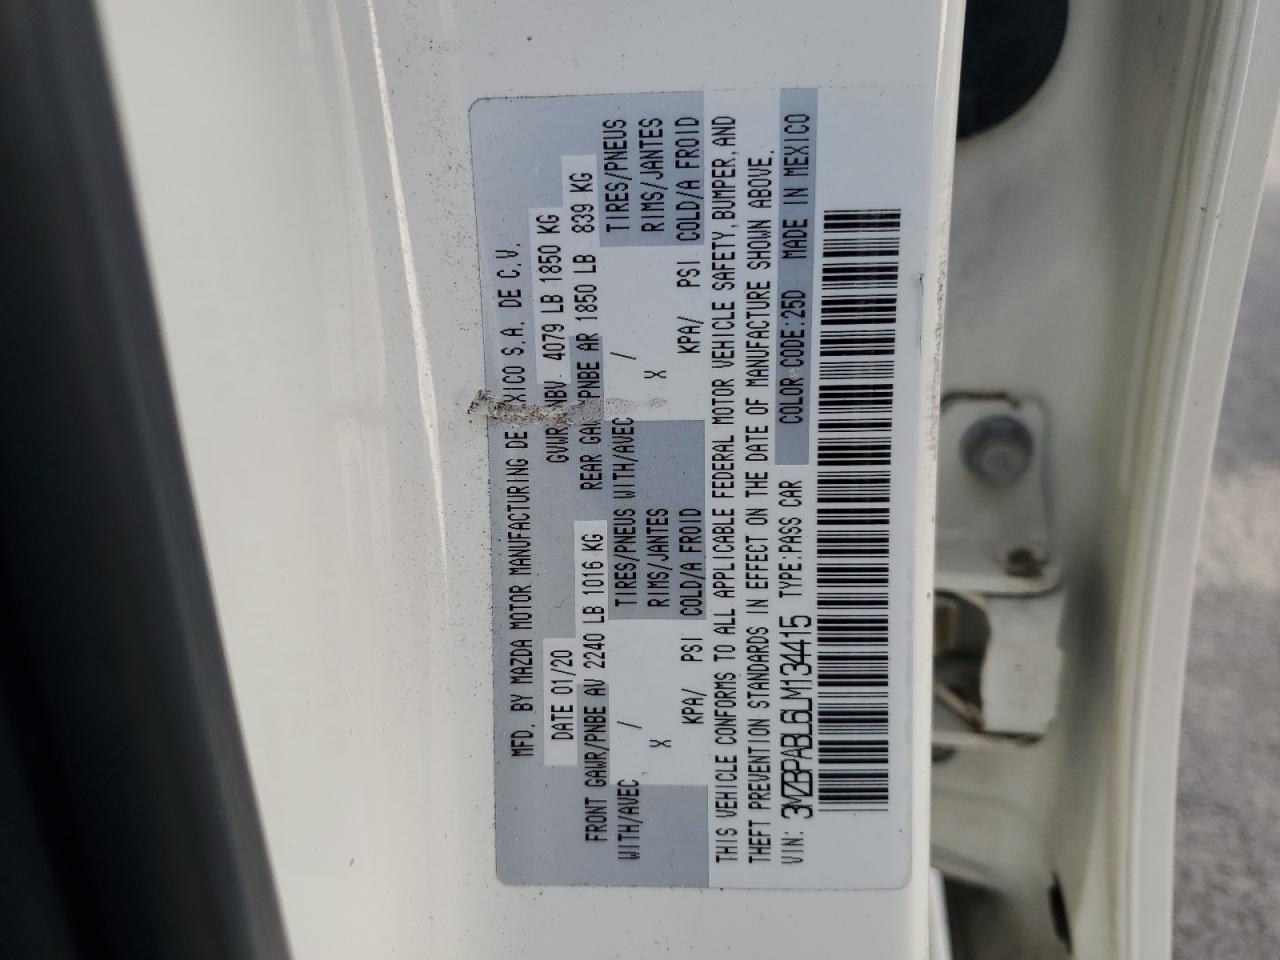 MFD. BY MAZDA MOTOR MANUFACTURING DE XICO S.A. DE C.V.
DATE 01/20 GVWR NBV 4079 LB 1850 KG
FRONT GAWR/PNBE AV 2240 LB 1016 KG REAR GAW PNBE AR 1850 LB 839 KG
WITH/AVEC / TIRES/PNEUS WITH/AVEC / TIRES/PNEUS
X RIMS/JANTES X RIMS/JANTES
KPA/ PSI COLD/A FROID KPA/ PSI COLD/A FROID
THIS VEHICLE CONFORMS TO ALL APPLICABLE FEDERAL MOTOR VEHICLE SAFETY, BUMPER, AND
THEFT PREVENTION STANDARDS IN EFFECT ON THE DATE OF MANUFACTURE SHOWN ABOVE.
VIN: 3MZBPABL6LM134415 TYPE:PASS CAR COLOR CODE:25D MADE IN MEXICO